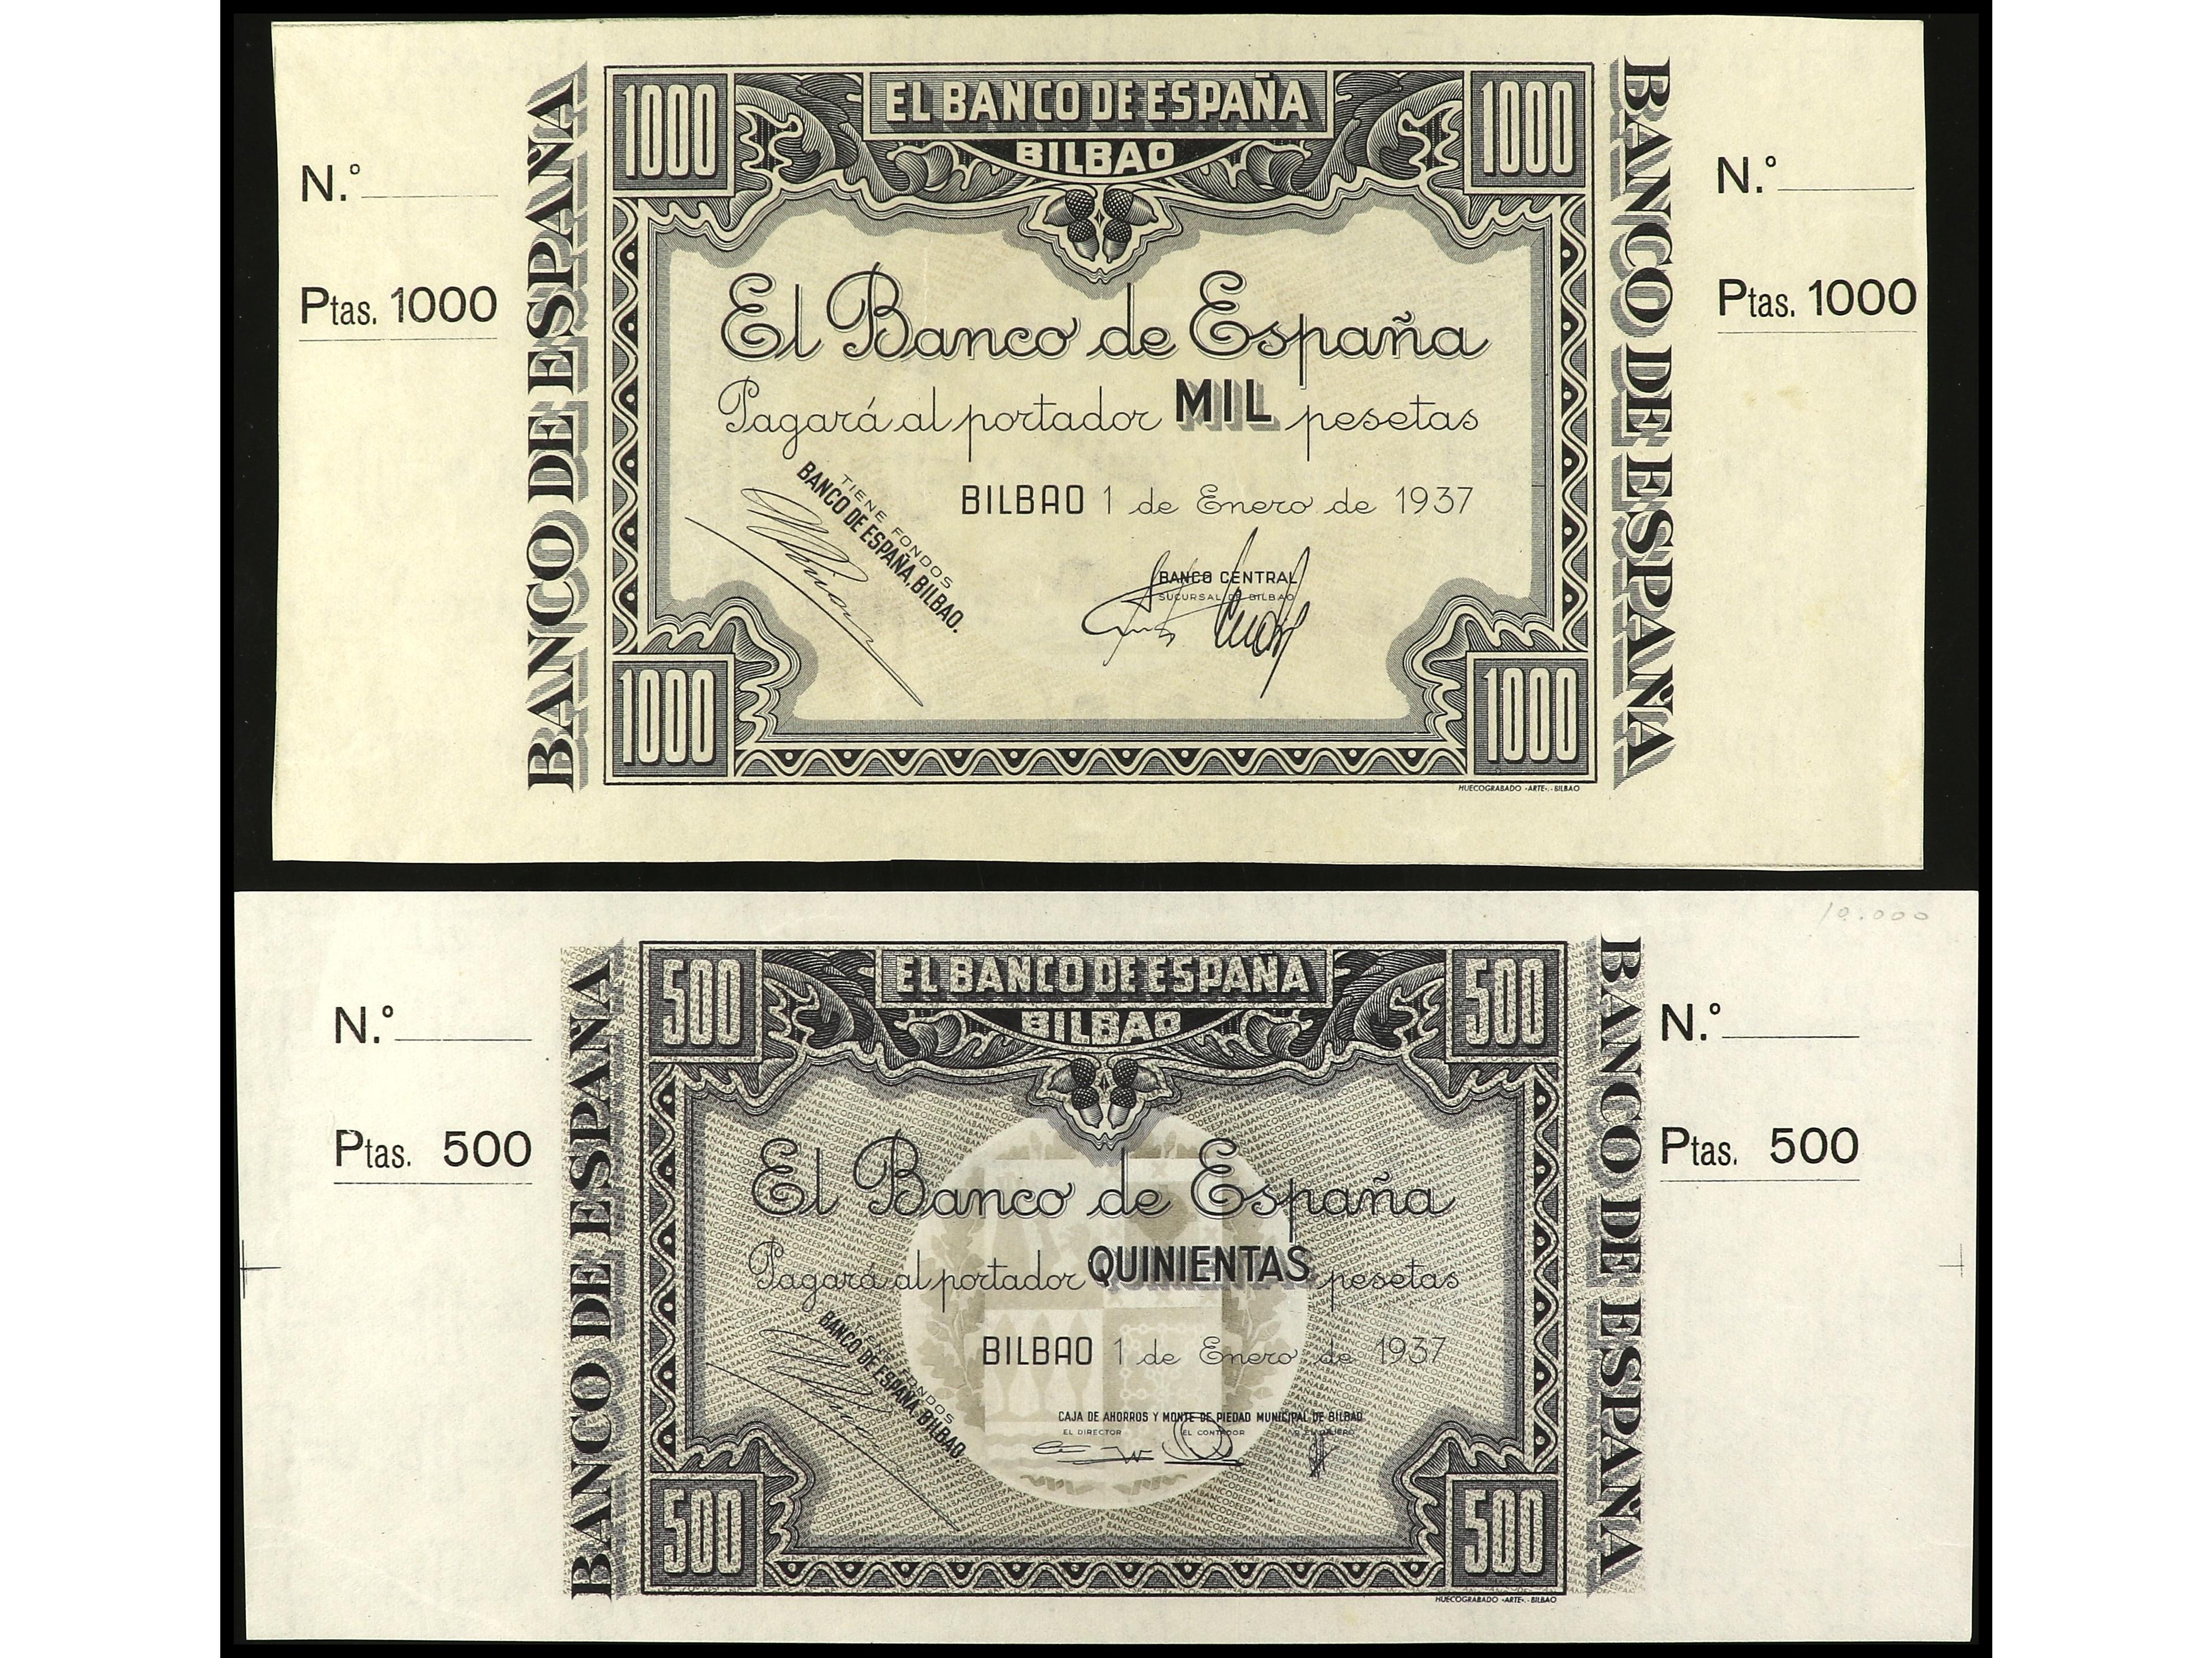 1000
EL BANCO DE ESPAÑA
1000
BILBAO
N.º
Ptas. 1000
BANCO DE ESPAÑA
El Banco de España
Pagará al portador MIL pesetas
BILBAO 1 de Enero de 1937
TIENE FONDOS
BANCO DE ESPAÑA, BILBAO.
BANCO CENTRAL
SUCURSAL DE BILBAO
1000
1000
HUECOGRABADO «ARTE».-BILBAO
BANCO DE ESPAÑA
N.º
Ptas. 1000
10.000
500
EL BANCO DE ESPAÑA
500
BILBAO
N.º
Ptas. 500
BANCO DE ESPAÑA
El Banco de España
Pagará al portador QUINIENTAS pesetas
BILBAO 1 de Enero de 1937
BANCO DE ESPAÑA, BILBAO.
CAJA DE AHORROS Y MONTE DE PIEDAD MUNICIPAL DE BILBAO
EL DIRECTOR EL CONTADOR
500
500
HUECOGRABADO «ARTE».-BILBAO
BANCO DE ESPAÑA
N.º
Ptas. 500